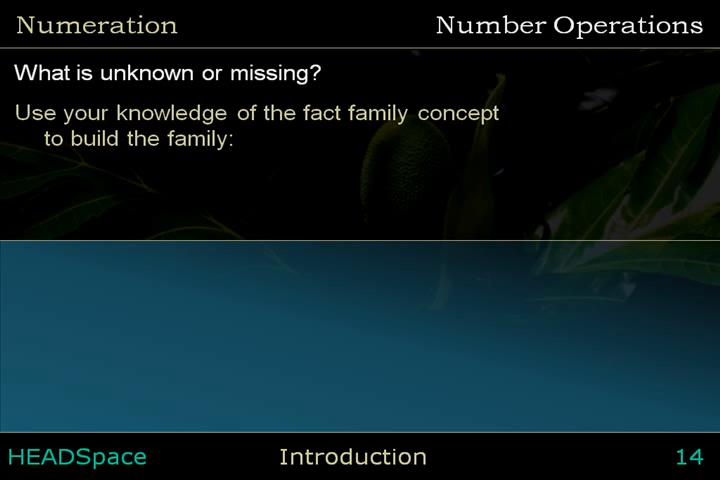 Numeration Number Operations
What is unknown or missing?
Use your knowledge of the fact family concept
to build the family:
HEADSpace Introduction 14